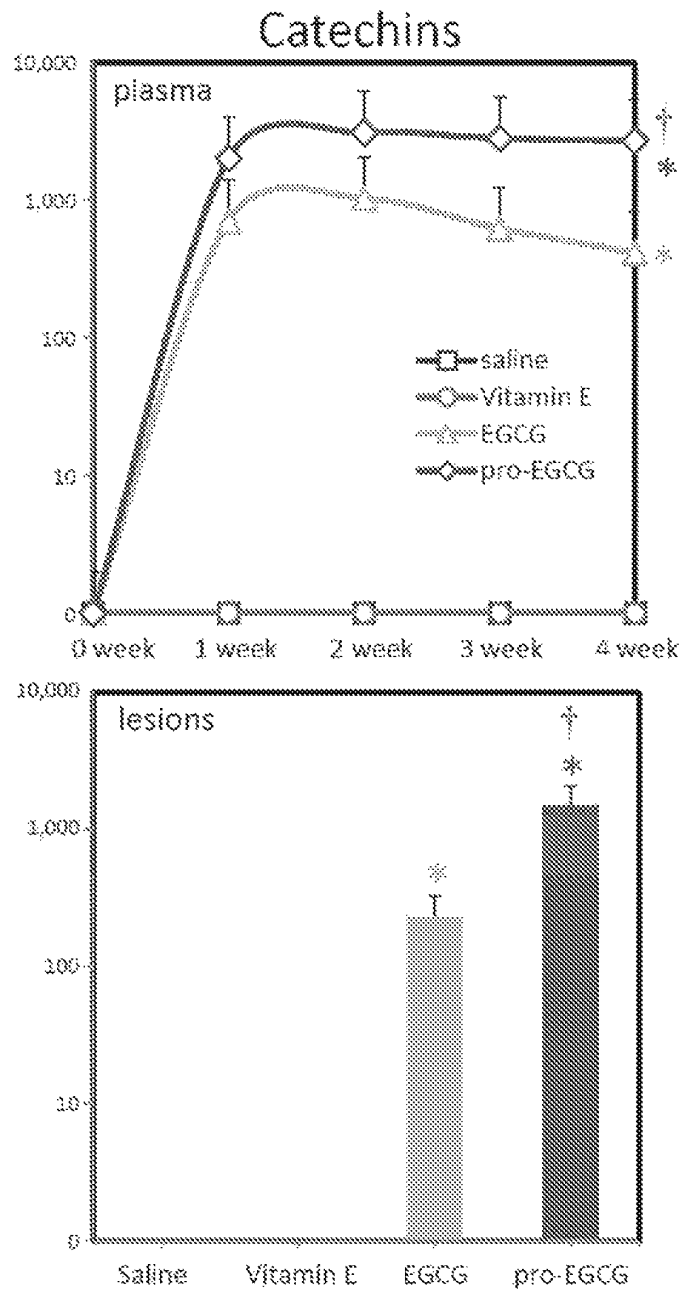 Catechins
10,000
plasma
†
*
1,000
*
100
saline
Vitamin E
EGCG
pro-EGCG
10
0
0 week 1 week 2 week 3 week 4 week
10,000
lesions
†
*
1,000
*
100
10
0
Saline Vitamin E EGCG pro-EGCG